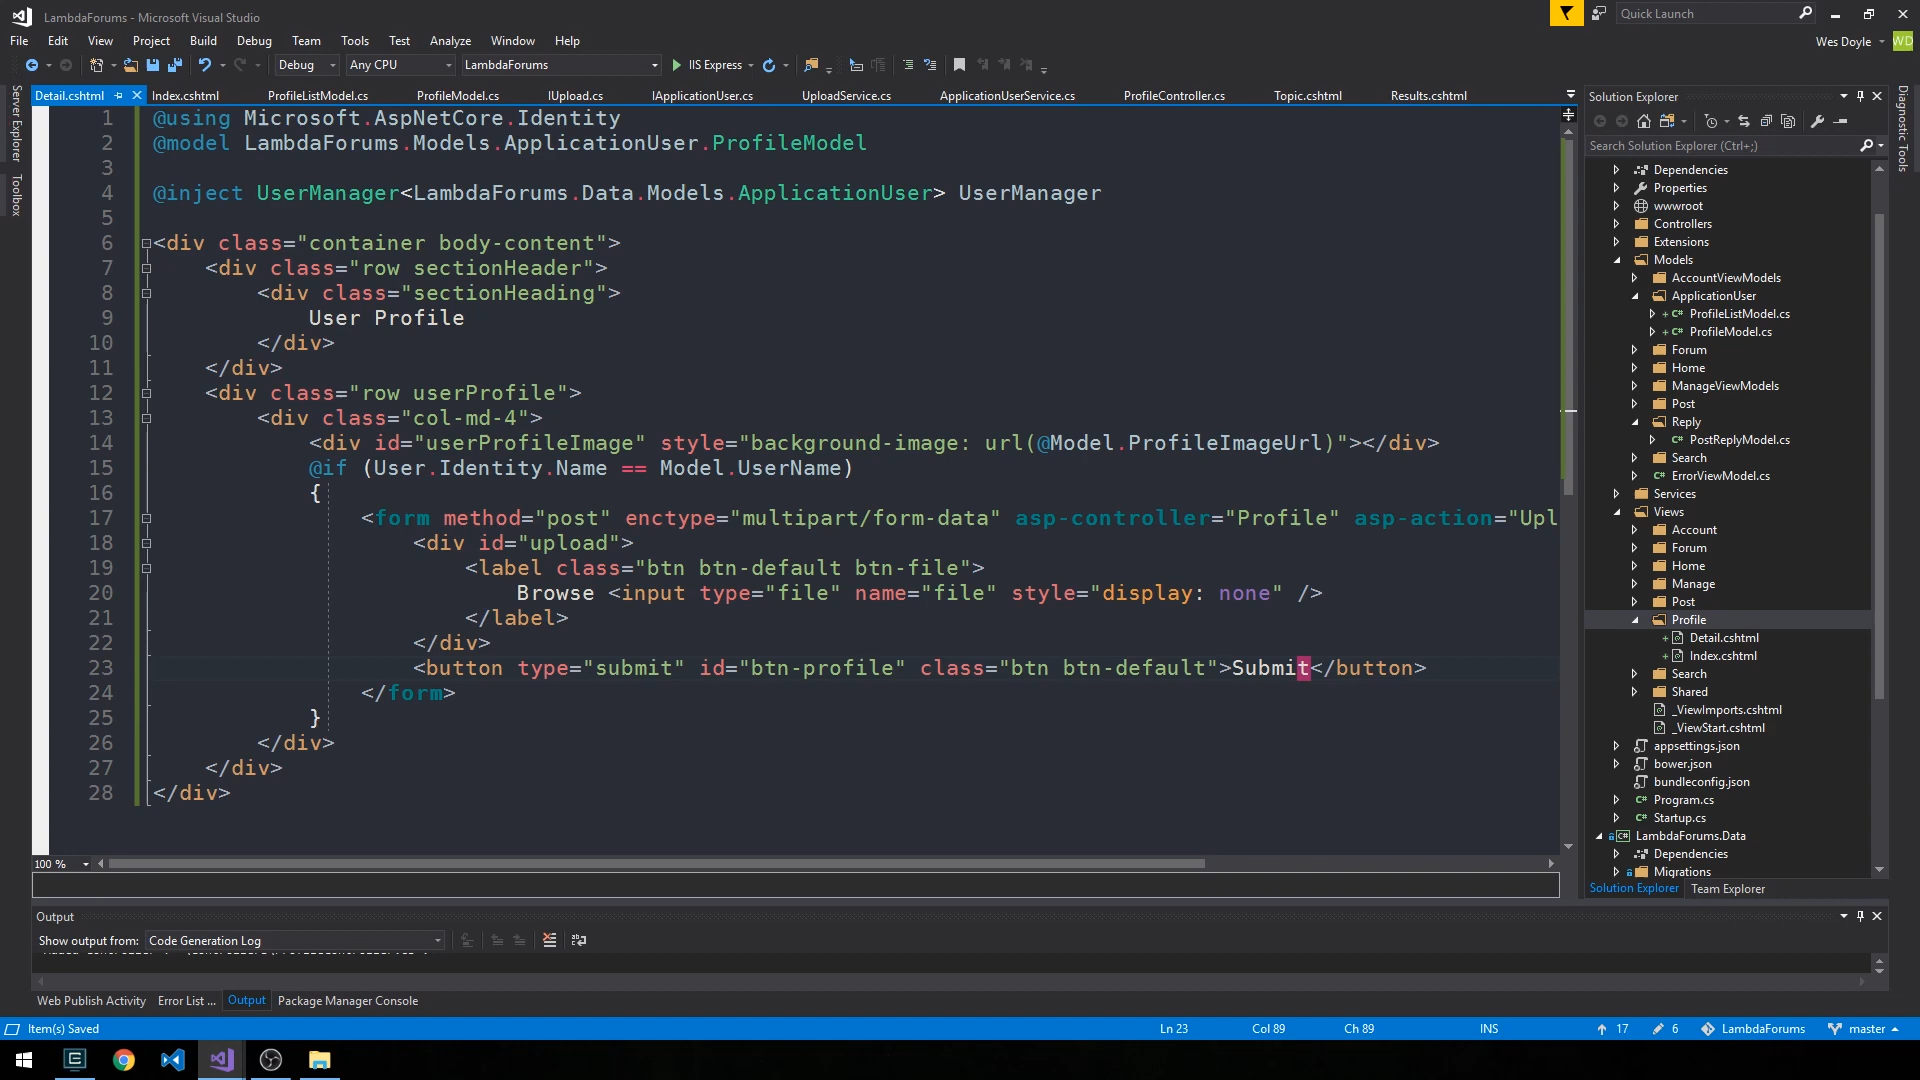 LambdaForums - Microsoft Visual Studio
Quick Launch
File Edit View Project Build Debug Team Tools Test Analyze Window Help
Wes Doyle WD
Debug Any CPU LambdaForums IIS Express
Server Explorer
Toolbox
Detail.cshtml Index.cshtml ProfileListModel.cs ProfileModel.cs IUpload.cs IApplicationUser.cs UploadService.cs ApplicationUserService.cs ProfileController.cs Topic.cshtml Results.cshtml
1 @using Microsoft.AspNetCore.Identity
2 @model LambdaForums.Models.ApplicationUser.ProfileModel
3
4 @inject UserManager<LambdaForums.Data.Models.ApplicationUser> UserManager
5
6 <div class="container body-content">
7 <div class="row sectionHeader">
8 <div class="sectionHeading">
9 User Profile
10 </div>
11 </div>
12 <div class="row userProfile">
13 <div class="col-md-4">
14 <div id="userProfileImage" style="background-image: url(@Model.ProfileImageUrl)"></div>
15 @if (User.Identity.Name == Model.UserName)
16 {
17 <form method="post" enctype="multipart/form-data" asp-controller="Profile" asp-action="Upl
18 <div id="upload">
19 <label class="btn btn-default btn-file">
20 Browse <input type="file" name="file" style="display: none" />
21 </label>
22 </div>
23 <button type="submit" id="btn-profile" class="btn btn-default">Submit</button>
24 </form>
25 }
26 </div>
27 </div>
28 </div>
100 %
Solution Explorer
Search Solution Explorer (Ctrl+;)
Dependencies
Properties
wwwroot
Controllers
Extensions
Models
AccountViewModels
ApplicationUser
ProfileListModel.cs
ProfileModel.cs
Forum
Home
ManageViewModels
Post
Reply
PostReplyModel.cs
Search
ErrorViewModel.cs
Services
Views
Account
Forum
Home
Manage
Post
Profile
Detail.cshtml
Index.cshtml
Search
Shared
_ViewImports.cshtml
_ViewStart.cshtml
appsettings.json
bower.json
bundleconfig.json
Program.cs
Startup.cs
LambdaForums.Data
Dependencies
Migrations
Solution Explorer Team Explorer
Diagnostic Tools
Output
Show output from: Code Generation Log
Web Publish Activity Error List ... Output Package Manager Console
Item(s) Saved Ln 23 Col 89 Ch 89 INS 17 6 LambdaForums master